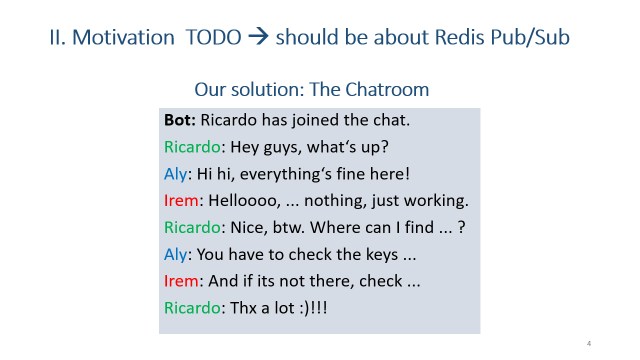 II. Motivation  TODO → should be about Redis Pub/Sub
Our solution: The Chatroom
Bot: Ricardo has joined the chat.
Ricardo: Hey guys, what‘s up?
Aly: Hi hi, everything‘s fine here!
Irem: Helloooo, ... nothing, just working.
Ricardo: Nice, btw. Where can I find ... ?
Aly: You have to check the keys ...
Irem: And if its not there, check ...
Ricardo: Thx a lot :)!!!
4